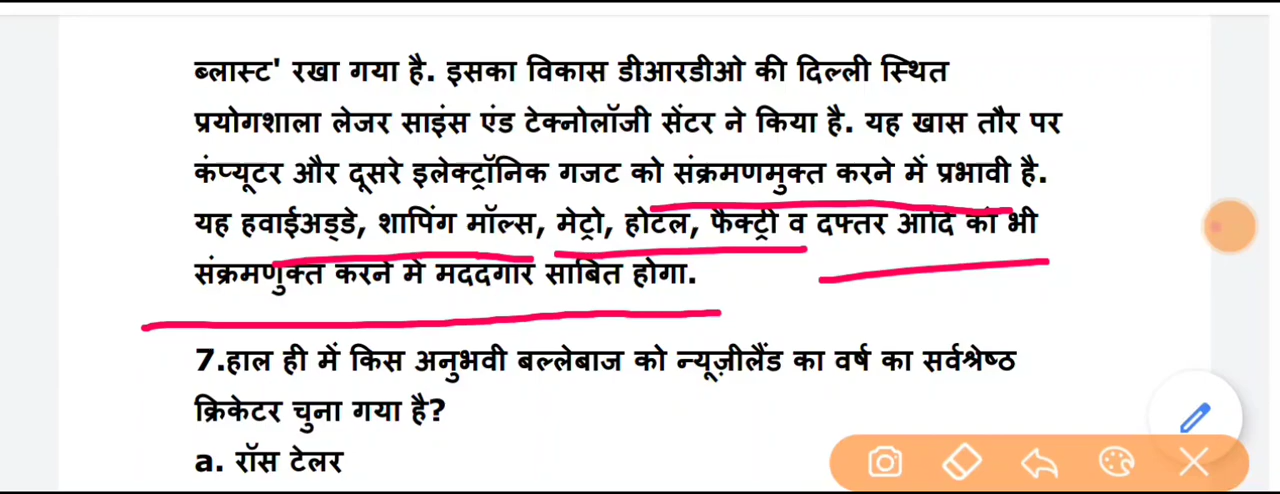 ब्लास्ट' रखा गया है. इसका विकास डीआरडीओ की दिल्ली स्थित
प्रयोगशाला लेजर साइंस एंड टेक्नोलॉजी सेंटर ने किया है. यह खास तौर पर
कंप्यूटर और दूसरे इलेक्ट्रॉनिक गजट को संक्रमणमुक्त करने में प्रभावी है.
यह हवाईअड्डे, शापिंग मॉल्स, मेट्रो, होटल, फैक्ट्री व दफ्तर आदि को भी
संक्रमणुक्त करने में मददगार साबित होगा.
7.हाल ही में किस अनुभवी बल्लेबाज को न्यूज़ीलैंड का वर्ष का सर्वश्रेष्ठ
क्रिकेटर चुना गया है?
a. रॉस टेलर